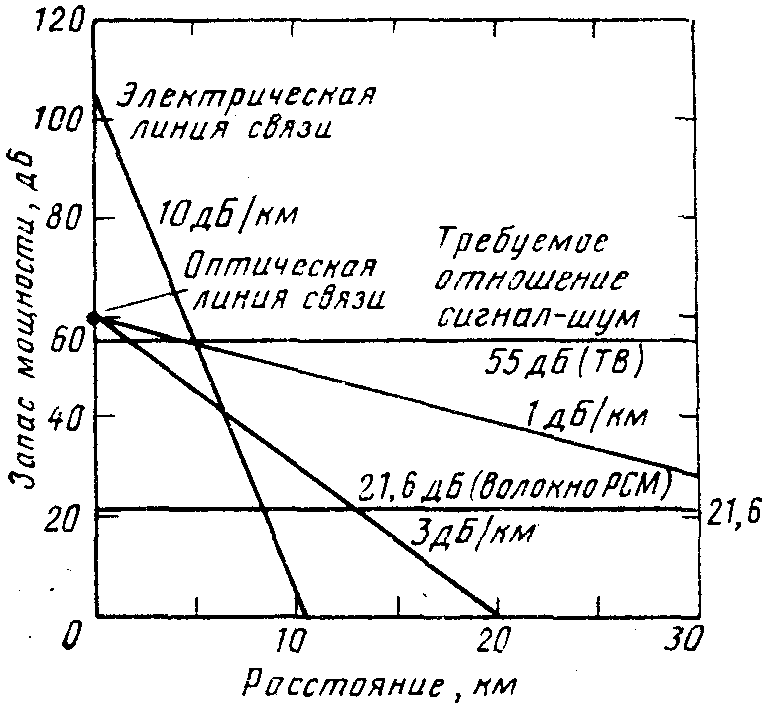 120
Электрическая
линия связи
100
10 дБ/км
80
Требуемое
отношение
сигнал-шум
Оптическая
линия связи
60
55 дБ (ТВ)
40
1 дБ/км
21,6 дБ (Волокно РСМ)
20
21,6
3 дБ/км
0
10
20
30
Запас мощности, дБ
Расстояние, км